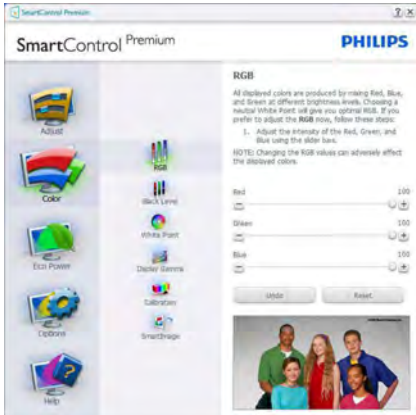 SmartControl Premium
SmartControl Premium
PHILIPS
Adjust
Color
Eco Power
Options
Help
RGB
Black Level
White Point
Display Gamma
Calibration
SmartImage
RGB
All displayed colors are produced by mixing Red, Blue,
and Green at different brightness levels. Choosing a
neutral White Point will give you optimal RGB. If you
prefer to adjust the RGB now, follow these steps:
1. Adjust the intensity of the Red, Green, and
Blue using the slider bars.
NOTE: Changing the RGB values can adversely effect
the displayed colors.
Red 100
Green 100
Blue 100
Undo Reset